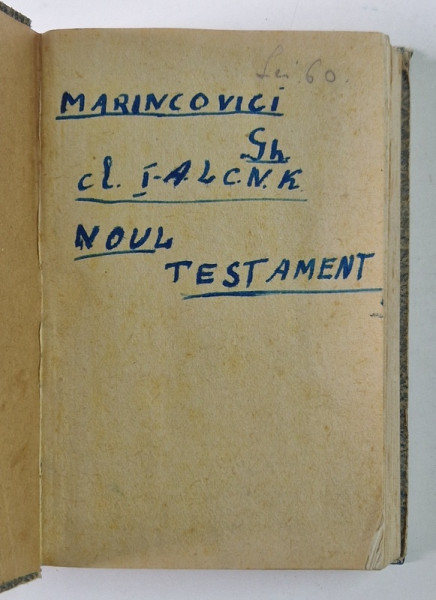 Lei 60.
MARINCOVICI
Gh
cl. I-A.L.C.N.K
NOUL
TESTAMENT